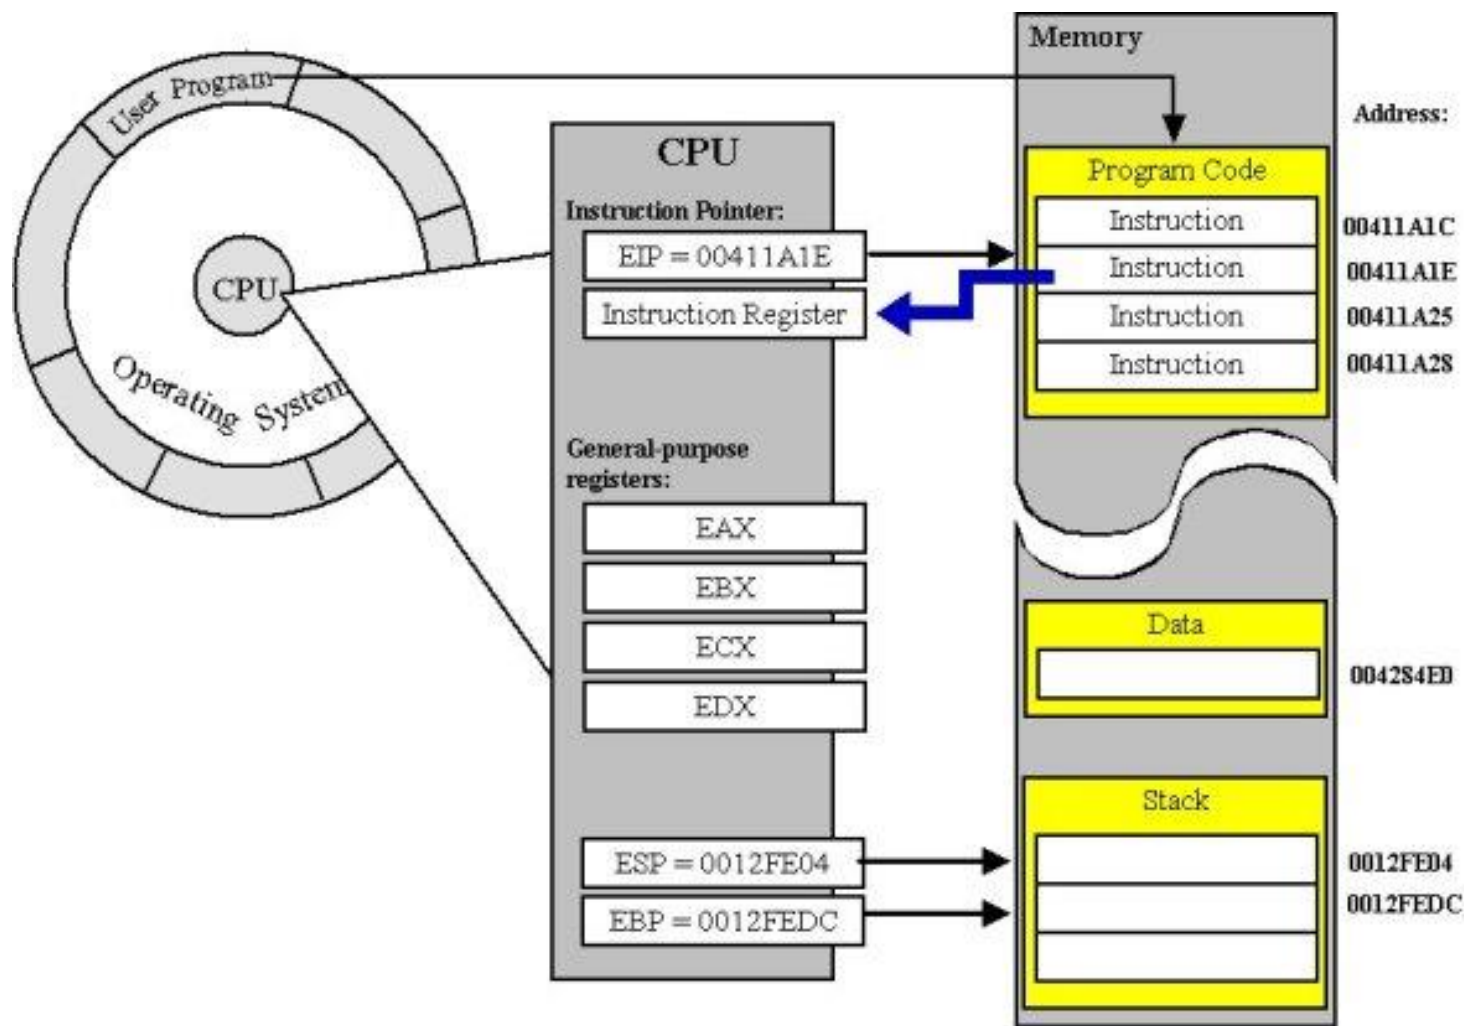 User Program
CPU
Operating System
CPU
Instruction Pointer:
EIP = 00411A1E
Instruction Register
General-purpose
registers:
EAX
EBX
ECX
EDX
ESP = 0012FE04
EBP = 0012FEDC
Memory
Address:
Program Code
Instruction
00411A1C
Instruction
00411A1E
Instruction
00411A25
Instruction
00411A28
Data
004284E0
Stack
0012FE04
0012FEDC